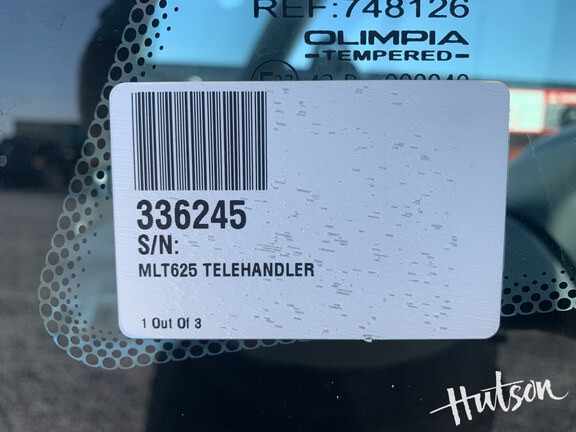 REF:748126
OLIMPIA
-TEMPERED-
336245
S/N:
MLT625 TELEHANDLER
1 Out Of 3
Hutson